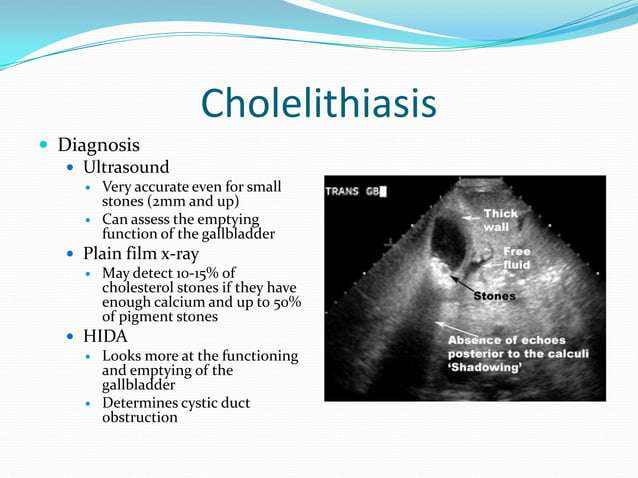 Cholelithiasis
Diagnosis
Ultrasound
Very accurate even for small
stones (2mm and up)
Can assess the emptying
function of the gallbladder
Plain film x-ray
May detect 10-15% of
cholesterol stones if they have
enough calcium and up to 50%
of pigment stones
HIDA
Looks more at the functioning
and emptying of the
gallbladder
Determines cystic duct
obstruction
TRANS GB
Thick
wall
Free
fluid
Stones
Absence of echoes
posterior to the calculi
‘Shadowing’